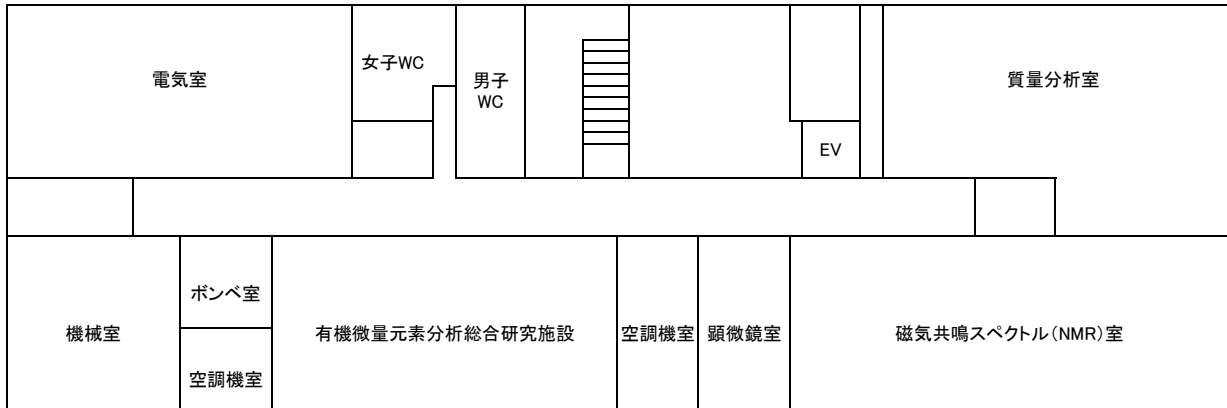 電気室
女子WC
男子
WC
EV
質量分析室
機械室
ボンベ室
空調機室
有機微量元素分析総合研究施設
空調機室
顕微鏡室
磁気共鳴スペクトル（NMR）室